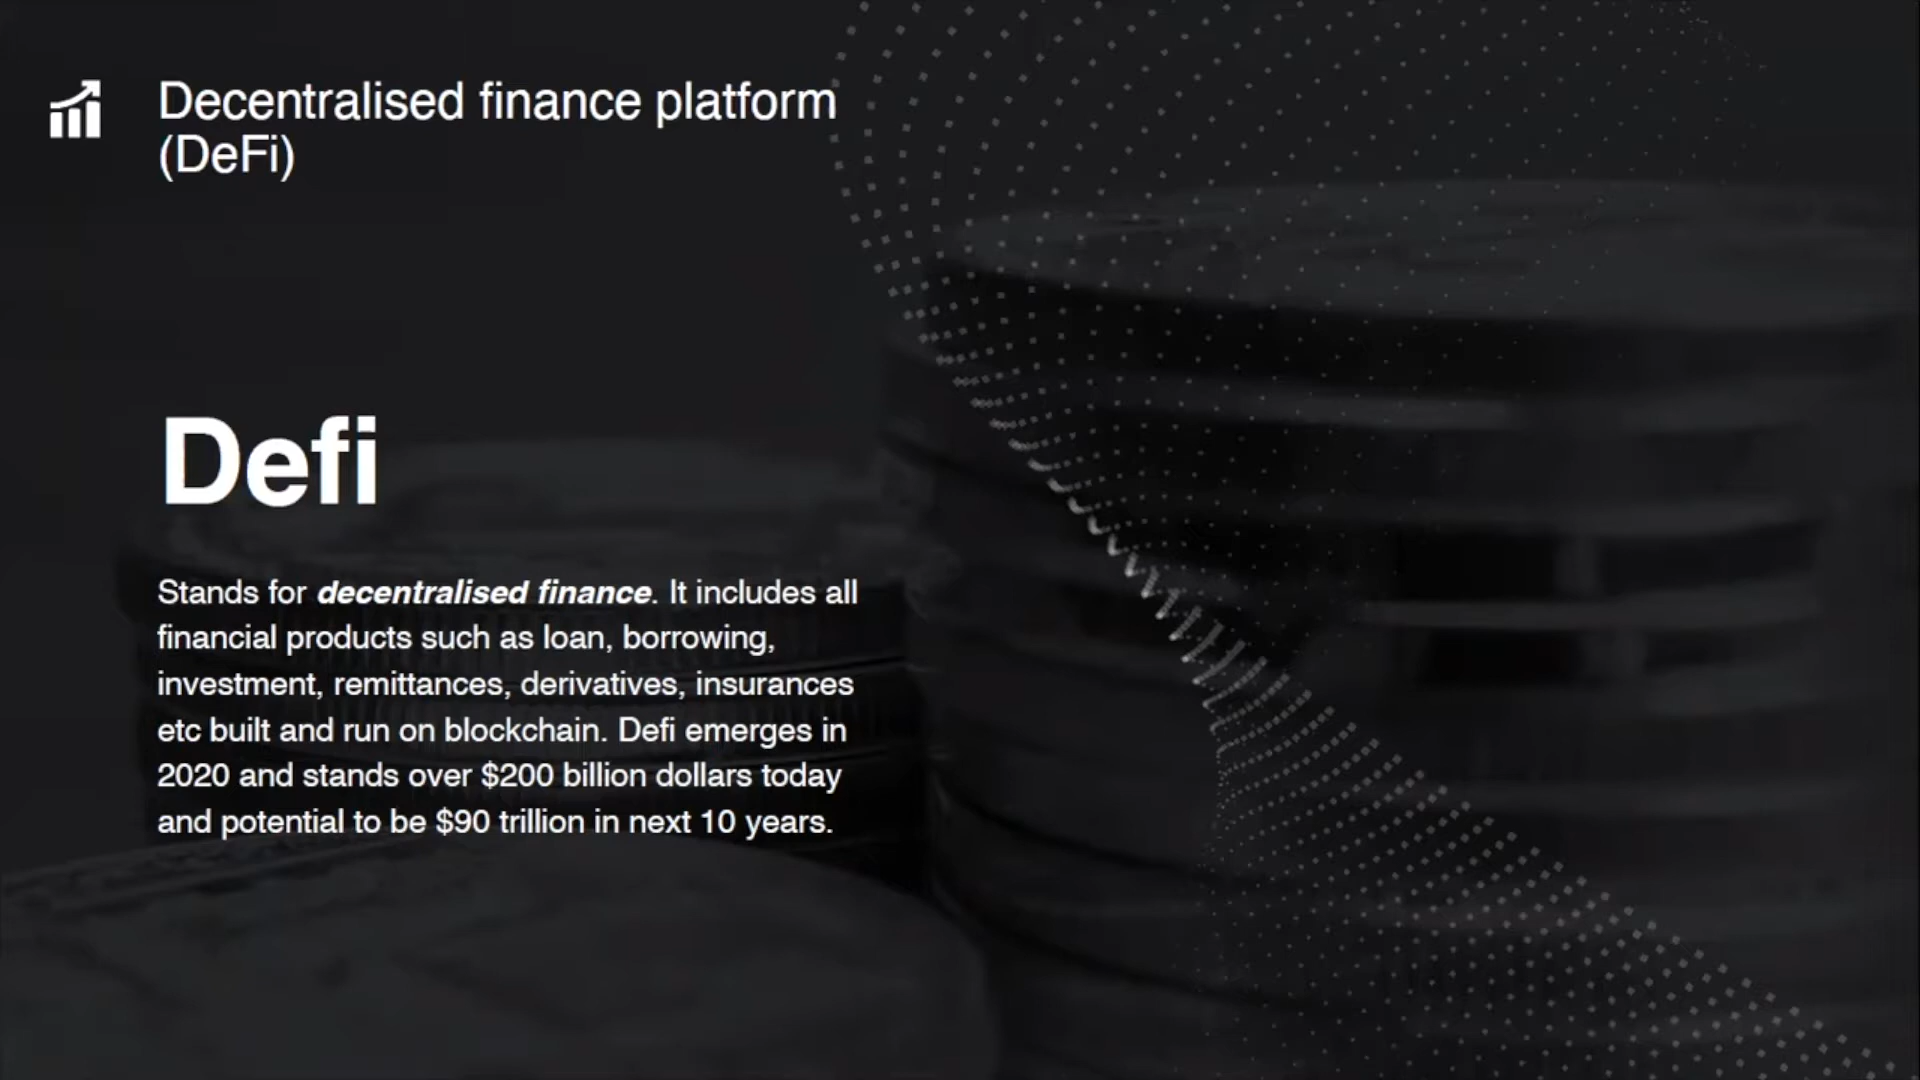 Decentralised finance platform
(DeFi)
Defi
Stands for decentralised finance. It includes all
financial products such as loan, borrowing,
investment, remittances, derivatives, insurances
etc built and run on blockchain. Defi emerges in
2020 and stands over $200 billion dollars today
and potential to be $90 trillion in next 10 years.